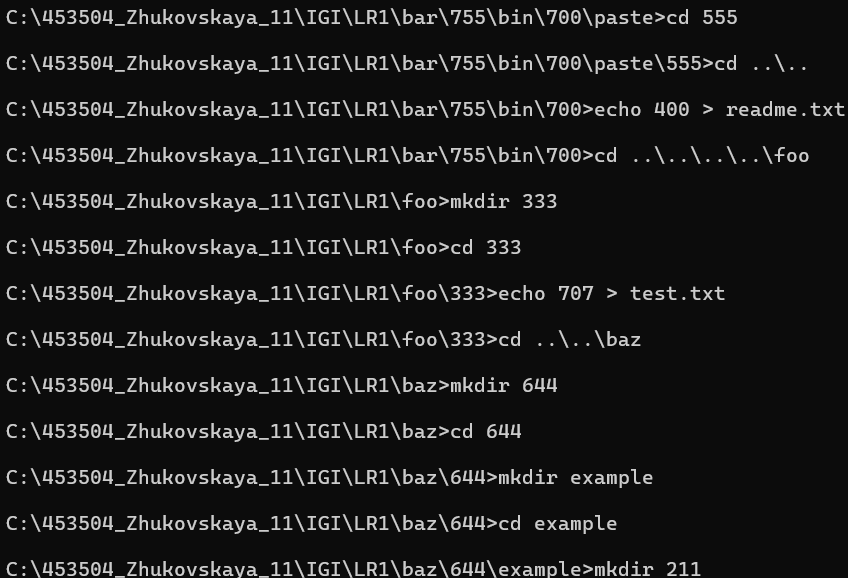 C:\453504_Zhukovskaya_11\IGI\LR1\bar\755\bin\700\paste>cd 555
C:\453504_Zhukovskaya_11\IGI\LR1\bar\755\bin\700\paste\555>cd ..\..
C:\453504_Zhukovskaya_11\IGI\LR1\bar\755\bin\700>echo 400 > readme.txt
C:\453504_Zhukovskaya_11\IGI\LR1\bar\755\bin\700>cd ..\..\..\..\foo
C:\453504_Zhukovskaya_11\IGI\LR1\foo>mkdir 333
C:\453504_Zhukovskaya_11\IGI\LR1\foo>cd 333
C:\453504_Zhukovskaya_11\IGI\LR1\foo\333>echo 707 > test.txt
C:\453504_Zhukovskaya_11\IGI\LR1\foo\333>cd ..\..\baz
C:\453504_Zhukovskaya_11\IGI\LR1\baz>mkdir 644
C:\453504_Zhukovskaya_11\IGI\LR1\baz>cd 644
C:\453504_Zhukovskaya_11\IGI\LR1\baz\644>mkdir example
C:\453504_Zhukovskaya_11\IGI\LR1\baz\644>cd example
C:\453504_Zhukovskaya_11\IGI\LR1\baz\644\example>mkdir 211